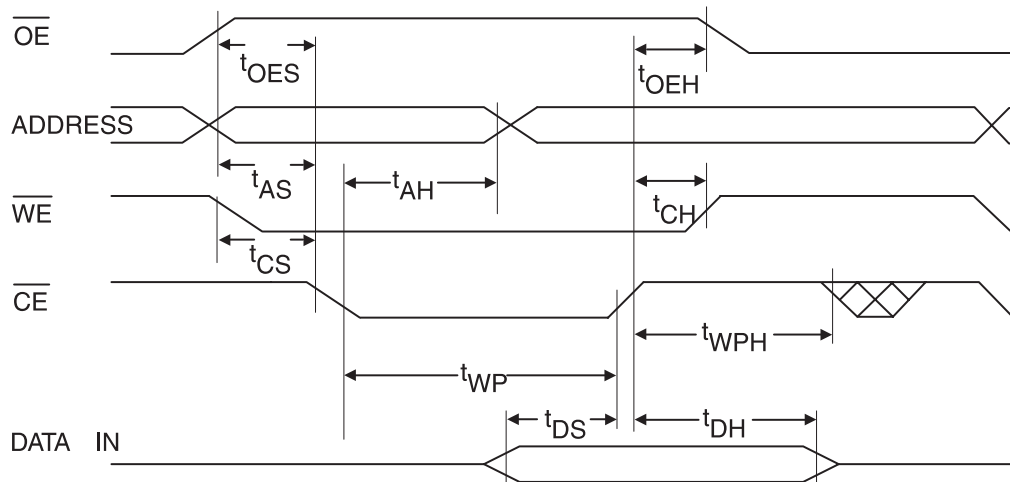 OE
tOES
tOEH
ADDRESS
tAS
tAH
tCH
WE
tCS
CE
tWPH
tWP
tDS
tDH
DATA IN